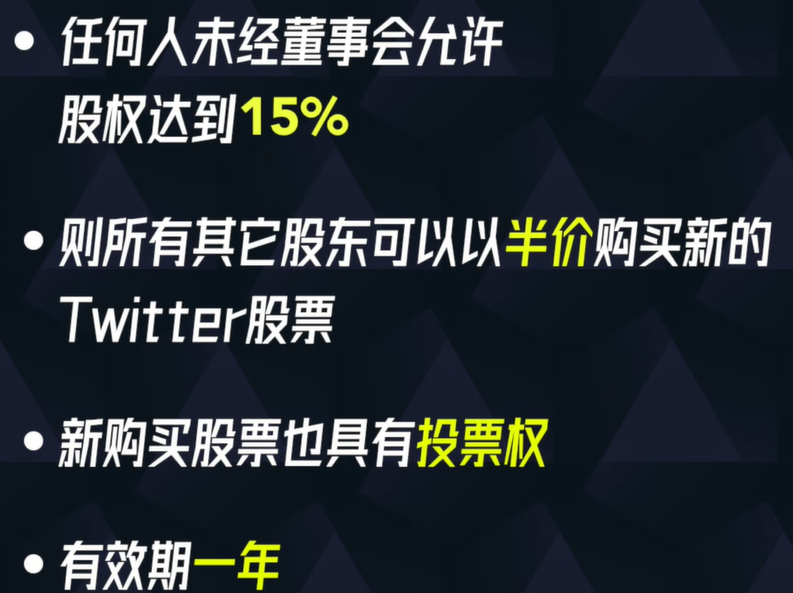 • 任何人未经董事会允许
股权达到15%
• 则所有其它股东可以以半价购买新的
Twitter股票
• 新购买股票也具有投票权
• 有效期一年